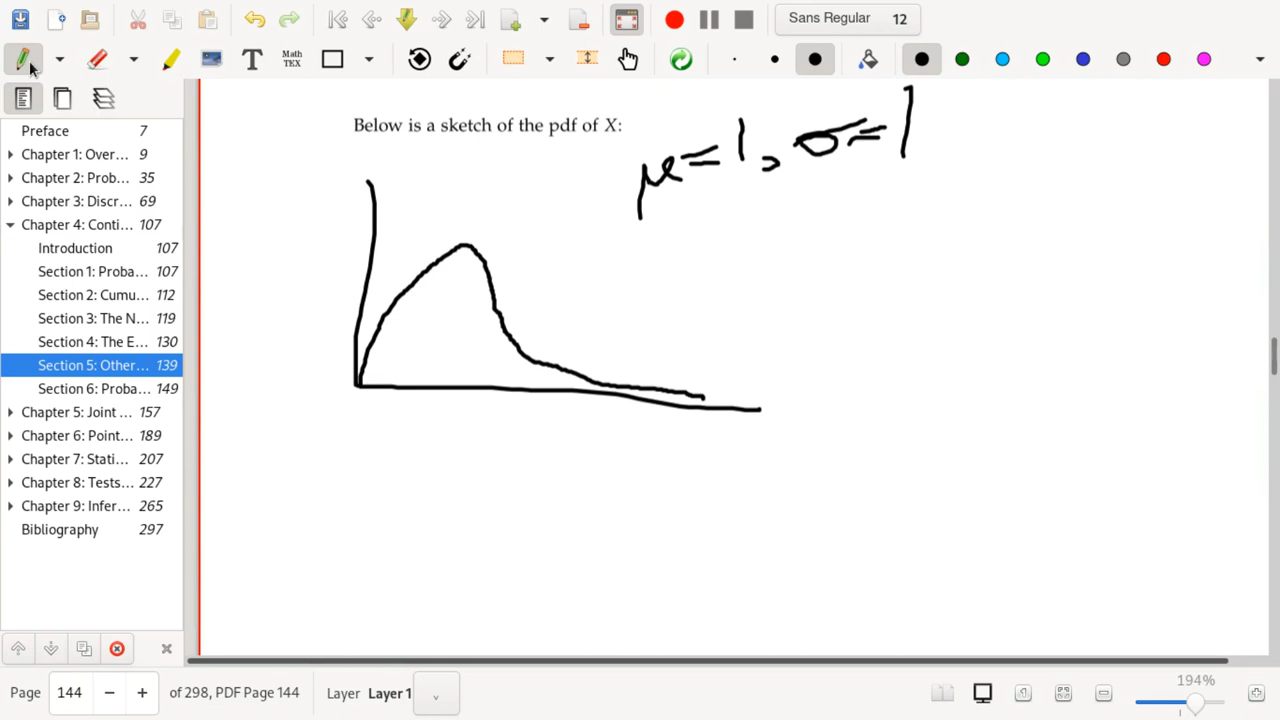 Sans Regular 12
Math
TEX
Below is a sketch of the pdf of X:
μ=1, σ=1
Preface 7
Chapter 1: Over... 9
Chapter 2: Prob... 35
Chapter 3: Discr... 69
Chapter 4: Conti... 107
Introduction 107
Section 1: Proba... 107
Section 2: Cumu... 112
Section 3: The N... 119
Section 4: The E... 130
Section 5: Other... 139
Section 6: Proba... 149
Chapter 5: Joint ... 157
Chapter 6: Point... 189
Chapter 7: Stati... 207
Chapter 8: Tests... 227
Chapter 9: Infer... 265
Bibliography 297
Page 144 of 298, PDF Page 144 Layer Layer 1 194%